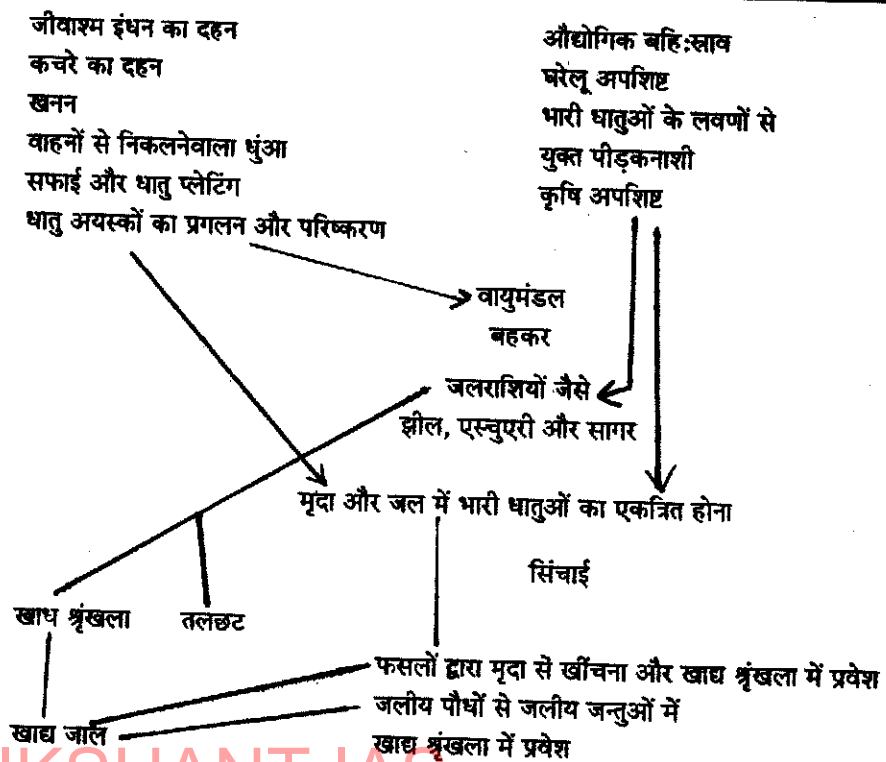 जीवाश्म इंधन का दहन
कचरे का दहन
खनन
वाहनों से निकलनेवाला धुंआ
सफाई और धातु प्लेटिंग
धातु अयस्कों का प्रगलन और परिष्करण
औद्योगिक बहि:स्राव
घरेलू अपशिष्ट
भारी धातुओं के लवणों से
युक्त पीड़कनाशी
कृषि अपशिष्ट
वायुमंडल
बहकर
जलराशियों जैसे
झील, एस्चुएरी और सागर
मृदा और जल में भारी धातुओं का एकत्रित होना
सिंचाई
खाध श्रृंखला
तलछट
फसलों द्वारा मृदा से खींचना और खाद्य श्रृंखला में प्रवेश
जलीय पौधों से जलीय जन्तुओं में
खाद्य श्रृंखला में प्रवेश
खाद्य जाल